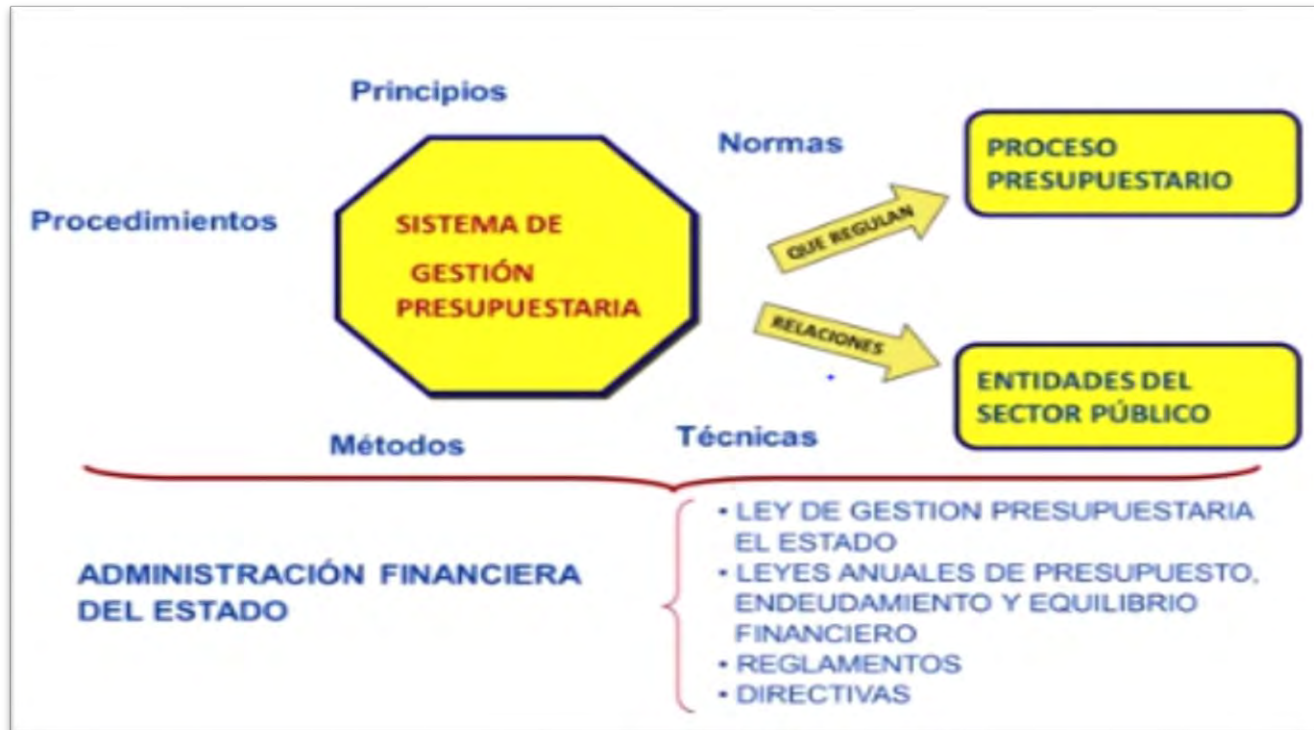 Principios
Normas
Procedimientos
SISTEMA DE
GESTIÓN
PRESUPUESTARIA
QUE REGULAN
PROCESO
PRESUPUESTARIO
RELACIONES
ENTIDADES DEL
SECTOR PÚBLICO
Métodos
Técnicas
ADMINISTRACIÓN FINANCIERA
DEL ESTADO
• LEY DE GESTION PRESUPUESTARIA
EL ESTADO
• LEYES ANUALES DE PRESUPUESTO,
ENDEUDAMIENTO Y EQUILIBRIO
FINANCIERO
• REGLAMENTOS
• DIRECTIVAS